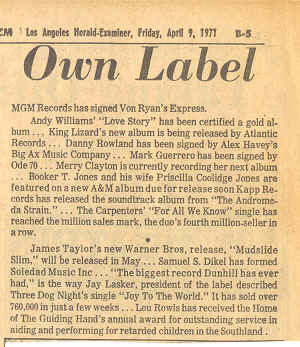 CM Los Angeles Herald-Examiner, Friday, April 9, 1971 B-5
Own Label
MGM Records has signed Von Ryan's Express.
Andy Williams' "Love Story" has been certified a gold al-
bum ... King Lizard's new album is being released by Atlantic
Records ... Danny Rowland has been signed by Alex Havey's
Big Ax Music Company ... Mark Guerrero has been signed by
Ode 70 ... Merry Clayton is currently recording her next album
... Booker T. Jones and his wife Priscilla Coolidge Jones are
featured on a new A&M album due for release soon Kapp Re-
cords has released the soundtrack album from "The Androme-
da Strain." ... The Carpenters' "For All We Know" single has
reached the million sales mark, the duo's fourth million-seller in
a row.
James Taylor's new Warner Bros, release, "Mudslide
Slim," will be released in May ... Samuel S. Dikel has formed
Soledad Music Inc ... "The biggest record Dunhill has ever
had," is the way Jay Lasker, president of the label described
Three Dog Night's single "Joy To The World." It has sold over
760,000 in just a few weeks ... Lou Rowls has received the Home
of The Guiding Hand's annual award for outstanding service in
aiding and performing for retarded children in the Southland.